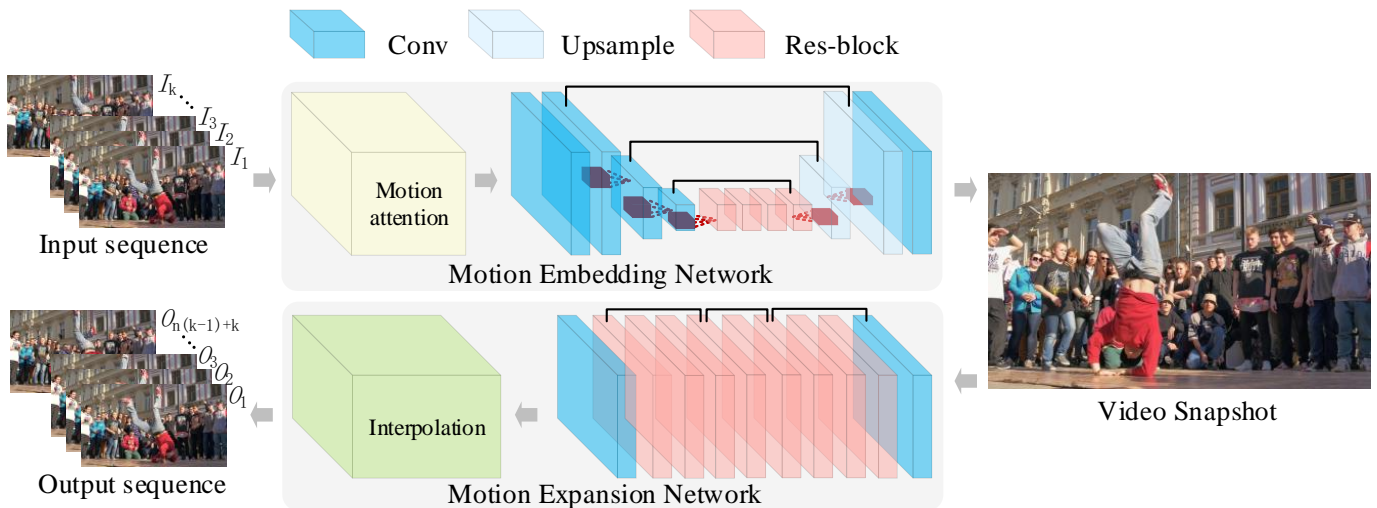 Conv
Upsample
Res-block
I_k
I_3
I_2
I_1
Input sequence
Motion
attention
Motion Embedding Network
Video Snapshot
O_{n(k-1)+k}
O_3
O_2
O_1
Output sequence
Interpolation
Motion Expansion Network